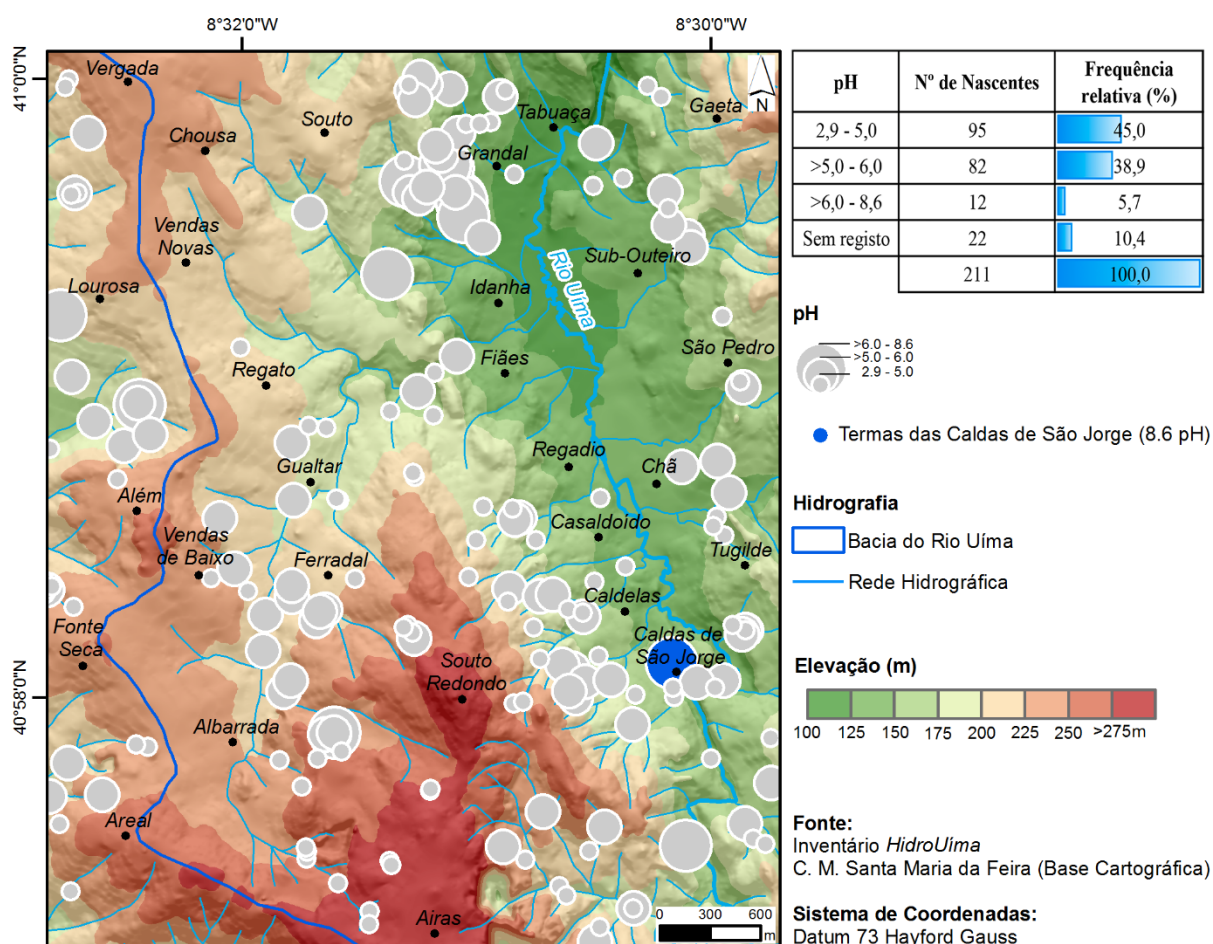 8°32'0"W
8°30'0"W
41°0'0"N
40°58'0"N
Vergada
Chousa
Souto
Tabuaça
Gaeta
N
Grandal
Vendas
Novas
Sub-Outeiro
Lourosa
Idanha
Rio Uíma
São Pedro
Fiães
Regato
Regadio
Chã
Gualtar
Além
Casaldoido
Vendas
de Baixo
Ferradal
Tugilde
Caldelas
Fonte
Seca
Caldas de
São Jorge
Souto
Redondo
Albarrada
Areal
Airas
0 300 600
m
pH Nº de Nascentes Frequência
relativa (%)
2,9 - 5,0 95 45,0
>5,0 - 6,0 82 38,9
>6,0 - 8,6 12 5,7
Sem registo 22 10,4
211 100,0
pH
>6.0 - 8.6
>5.0 - 6.0
2.9 - 5.0
Termas das Caldas de São Jorge (8.6 pH)
Hidrografia
Bacia do Rio Uíma
Rede Hidrográfica
Elevação (m)
100 125 150 175 200 225 250 >275m
Fonte:
Inventário HidroUíma
C. M. Santa Maria da Feira (Base Cartográfica)
Sistema de Coordenadas:
Datum 73 Hayford Gauss